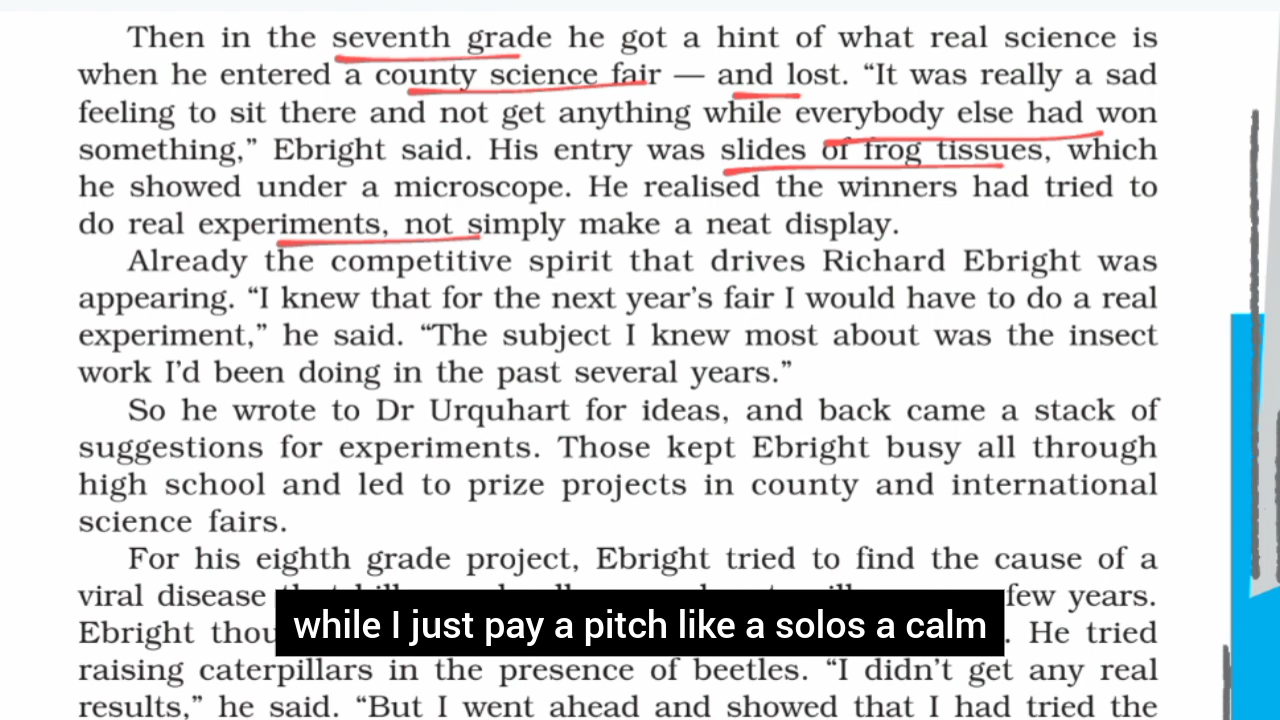 Then in the seventh grade he got a hint of what real science is
when he entered a county science fair — and lost. “It was really a sad
feeling to sit there and not get anything while everybody else had won
something,” Ebright said. His entry was slides of frog tissues, which
he showed under a microscope. He realised the winners had tried to
do real experiments, not simply make a neat display.
Already the competitive spirit that drives Richard Ebright was
appearing. “I knew that for the next year’s fair I would have to do a real
experiment,” he said. “The subject I knew most about was the insect
work I’d been doing in the past several years.”
So he wrote to Dr Urquhart for ideas, and back came a stack of
suggestions for experiments. Those kept Ebright busy all through
high school and led to prize projects in county and international
science fairs.
For his eighth grade project, Ebright tried to find the cause of a
viral disease few years.
Ebright . He tried
while I just pay a pitch like a solos a calm
raising caterpillars in the presence of beetles. “I didn’t get any real
results,” he said. “But I went ahead and showed that I had tried the